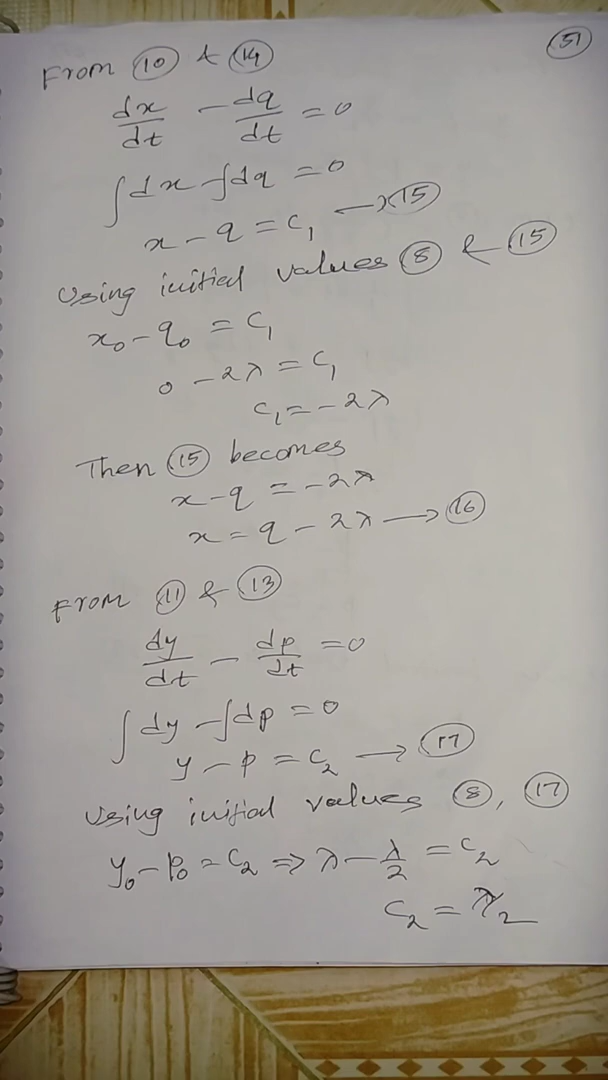 51
From (10) & (14)
dx/dt - dq/dt = 0
∫dx - ∫dq = 0
x - q = c₁ → (15)
Using initial values (8) & (15)
x₀ - q₀ = c₁
0 - 2λ = c₁
c₁ = -2λ
Then (15) becomes
x - q = -2λ
x = q - 2λ → (16)
From (11) & (13)
dy/dt - dp/dt = 0
∫dy - ∫dp = 0
y - p = c₂ → (17)
Using initial values (8), (17)
y₀ - p₀ = c₂ ⇒ λ - λ/2 = c₂
c₂ = λ/2